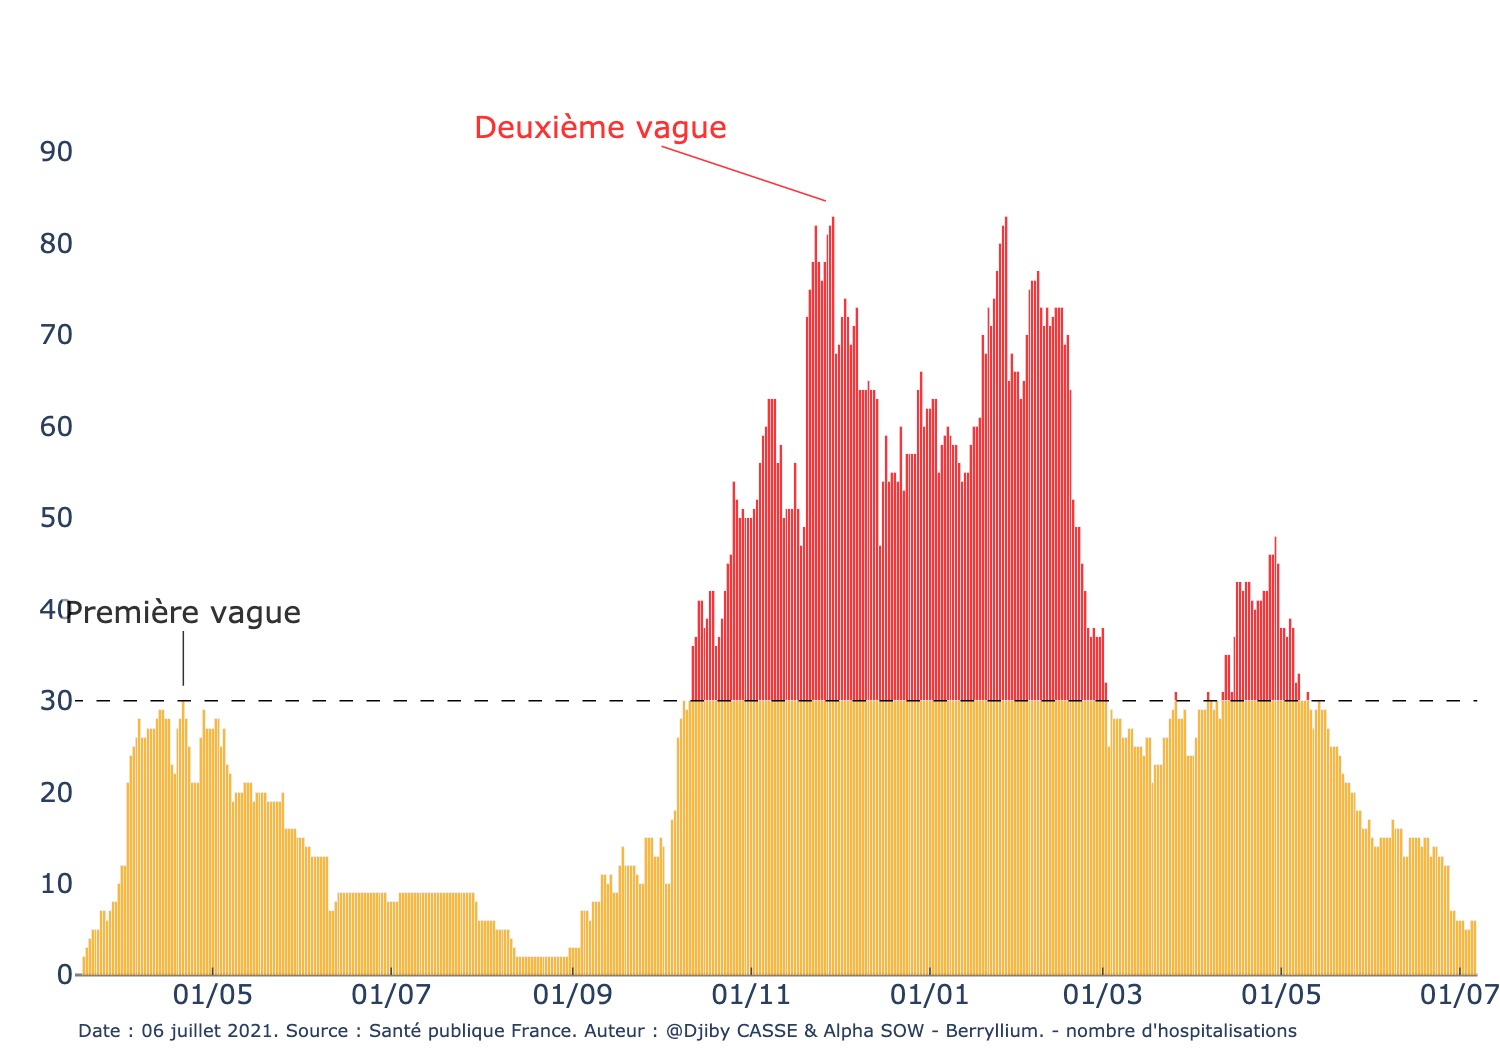 Deuxième vague
90
80
70
60
50
40
Première vague
30
20
10
0
01/05 01/07 01/09 01/11 01/01 01/03 01/05 01/07
Date : 06 juillet 2021. Source : Santé publique France. Auteur : @Djiby CASSE & Alpha SOW - Berryllium. - nombre d'hospitalisations